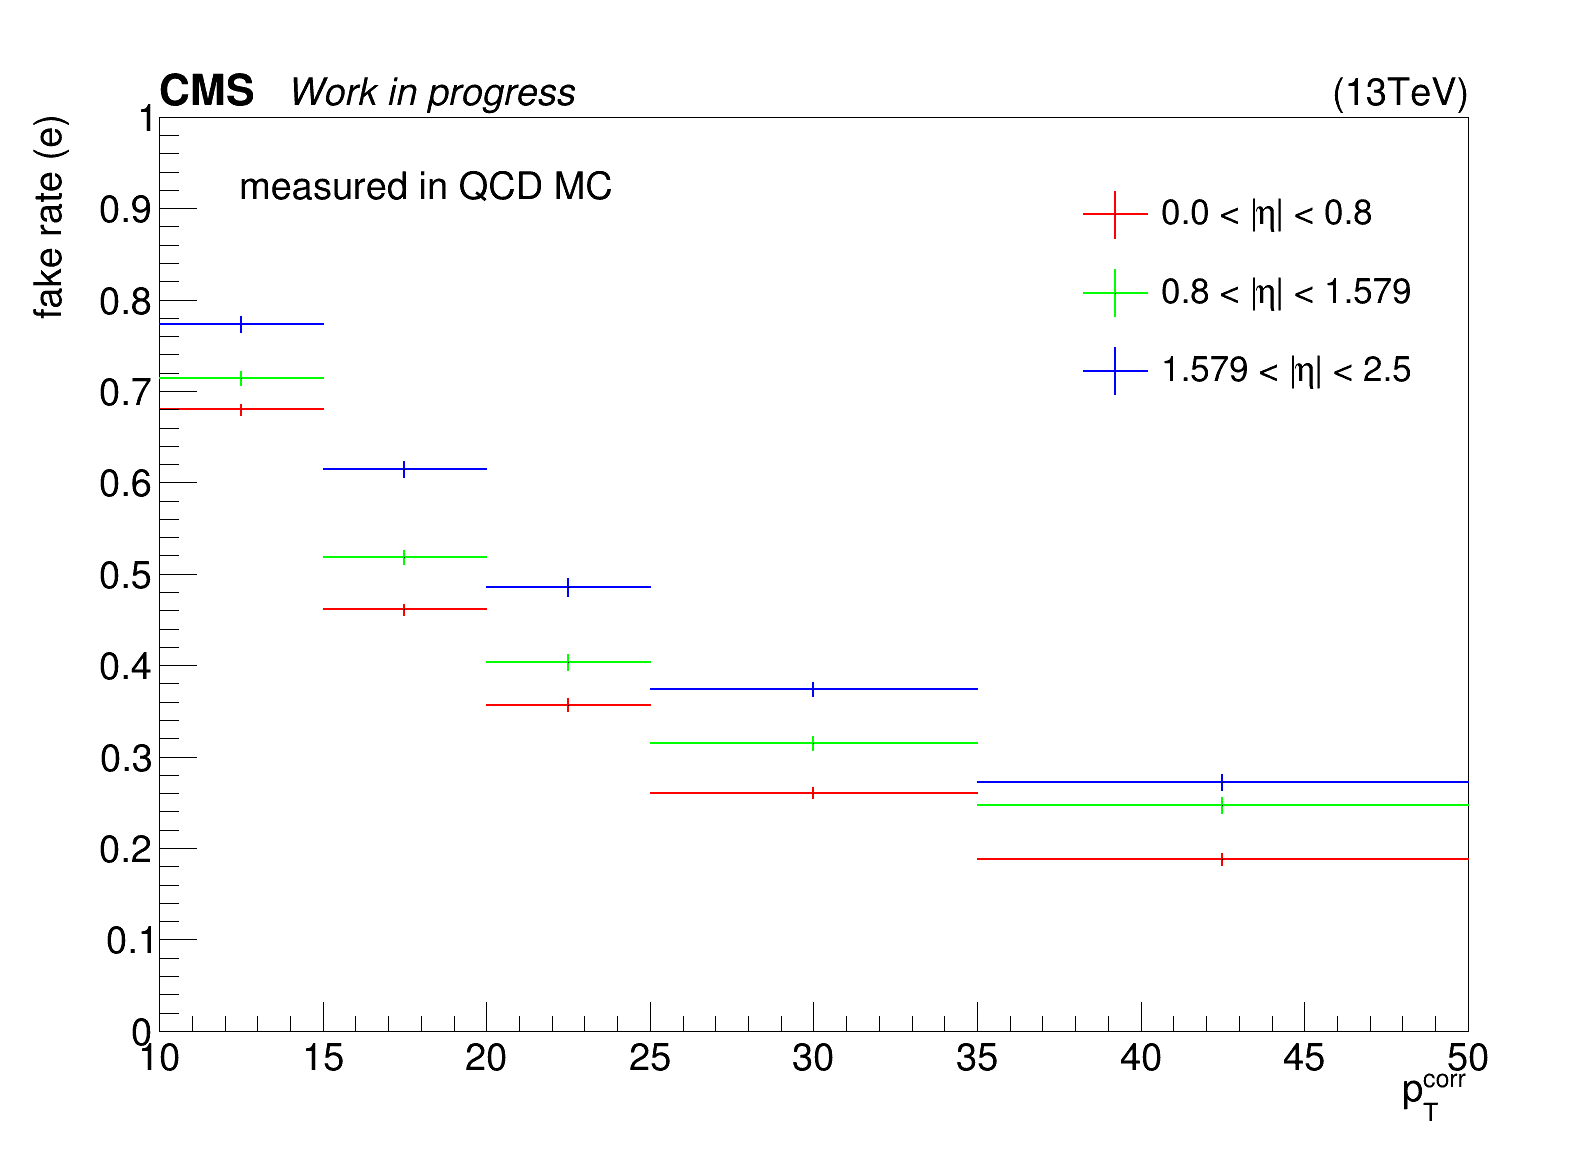 CMS Work in progress (13TeV)
fake rate (e)
measured in QCD MC
0.0 < |η| < 0.8
0.8 < |η| < 1.579
1.579 < |η| < 2.5
1
0.9
0.8
0.7
0.6
0.5
0.4
0.3
0.2
0.1
0
10 15 20 25 30 35 40 45 50
p_T^corr